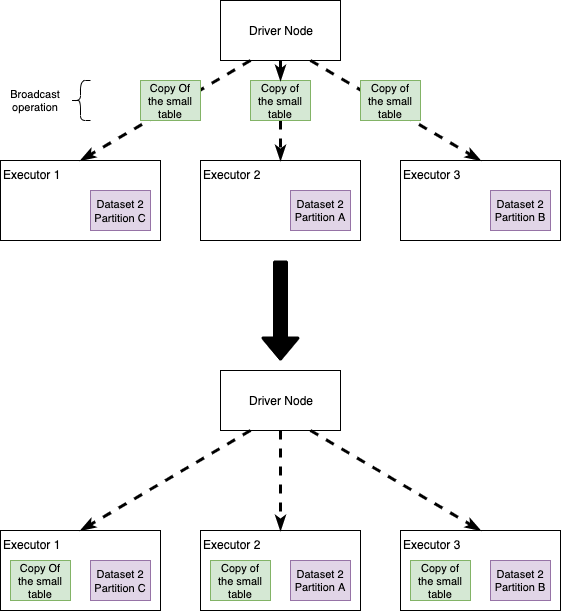 Driver Node
Broadcast
operation
Copy Of
the small
table
Copy of
the small
table
Copy of
the small
table
Executor 1
Dataset 2
Partition C
Executor 2
Dataset 2
Partition A
Executor 3
Dataset 2
Partition B
Driver Node
Executor 1
Copy Of
the small
table
Dataset 2
Partition C
Executor 2
Copy of
the small
table
Dataset 2
Partition A
Executor 3
Copy of
the small
table
Dataset 2
Partition B